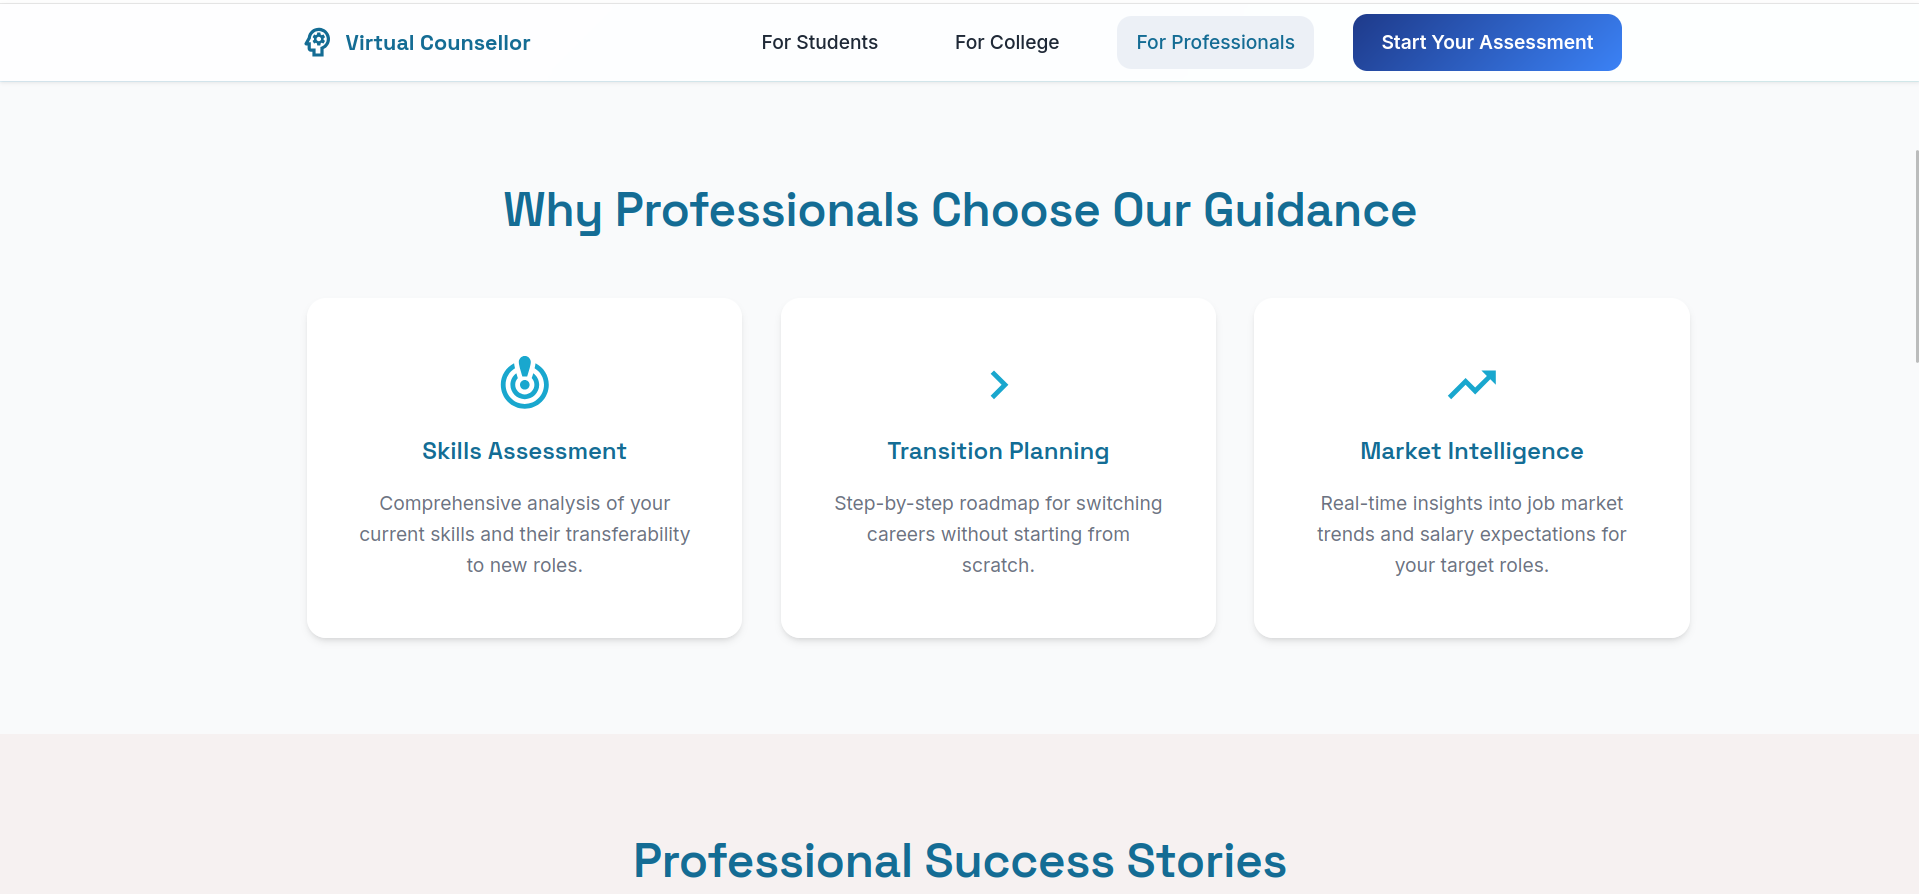 Virtual Counsellor
For Students
For College
For Professionals
Start Your Assessment
Why Professionals Choose Our Guidance
Skills Assessment
Comprehensive analysis of your
current skills and their transferability
to new roles.
Transition Planning
Step-by-step roadmap for switching
careers without starting from
scratch.
Market Intelligence
Real-time insights into job market
trends and salary expectations for
your target roles.
Professional Success Stories